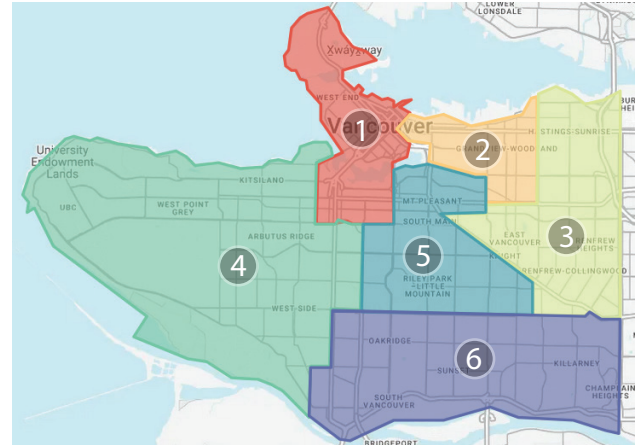 LOWER
LONSDALE
Xwayxway
WEST END
Vancouver
1
HASTINGS-SUNRISE
GRANDVIEW-WOODLAND
2
University
Endowment
Lands
KITSILANO
UBC
WEST POINT
GREY
MT PLEASANT
SOUTH MAIN
ARBUTUS RIDGE
EAST
VANCOUVER
3
RENFREW
HEIGHTS
4
5
KNIGHT
RENFREW-COLLINGWOOD
RILEY PARK
-LITTLE
MOUNTAIN
WEST SIDE
OAKRIDGE
6
SUNSET
KILLARNEY
CHAMPLAIN
HEIGHTS
SOUTH
VANCOUVER
BRIDGEPORT